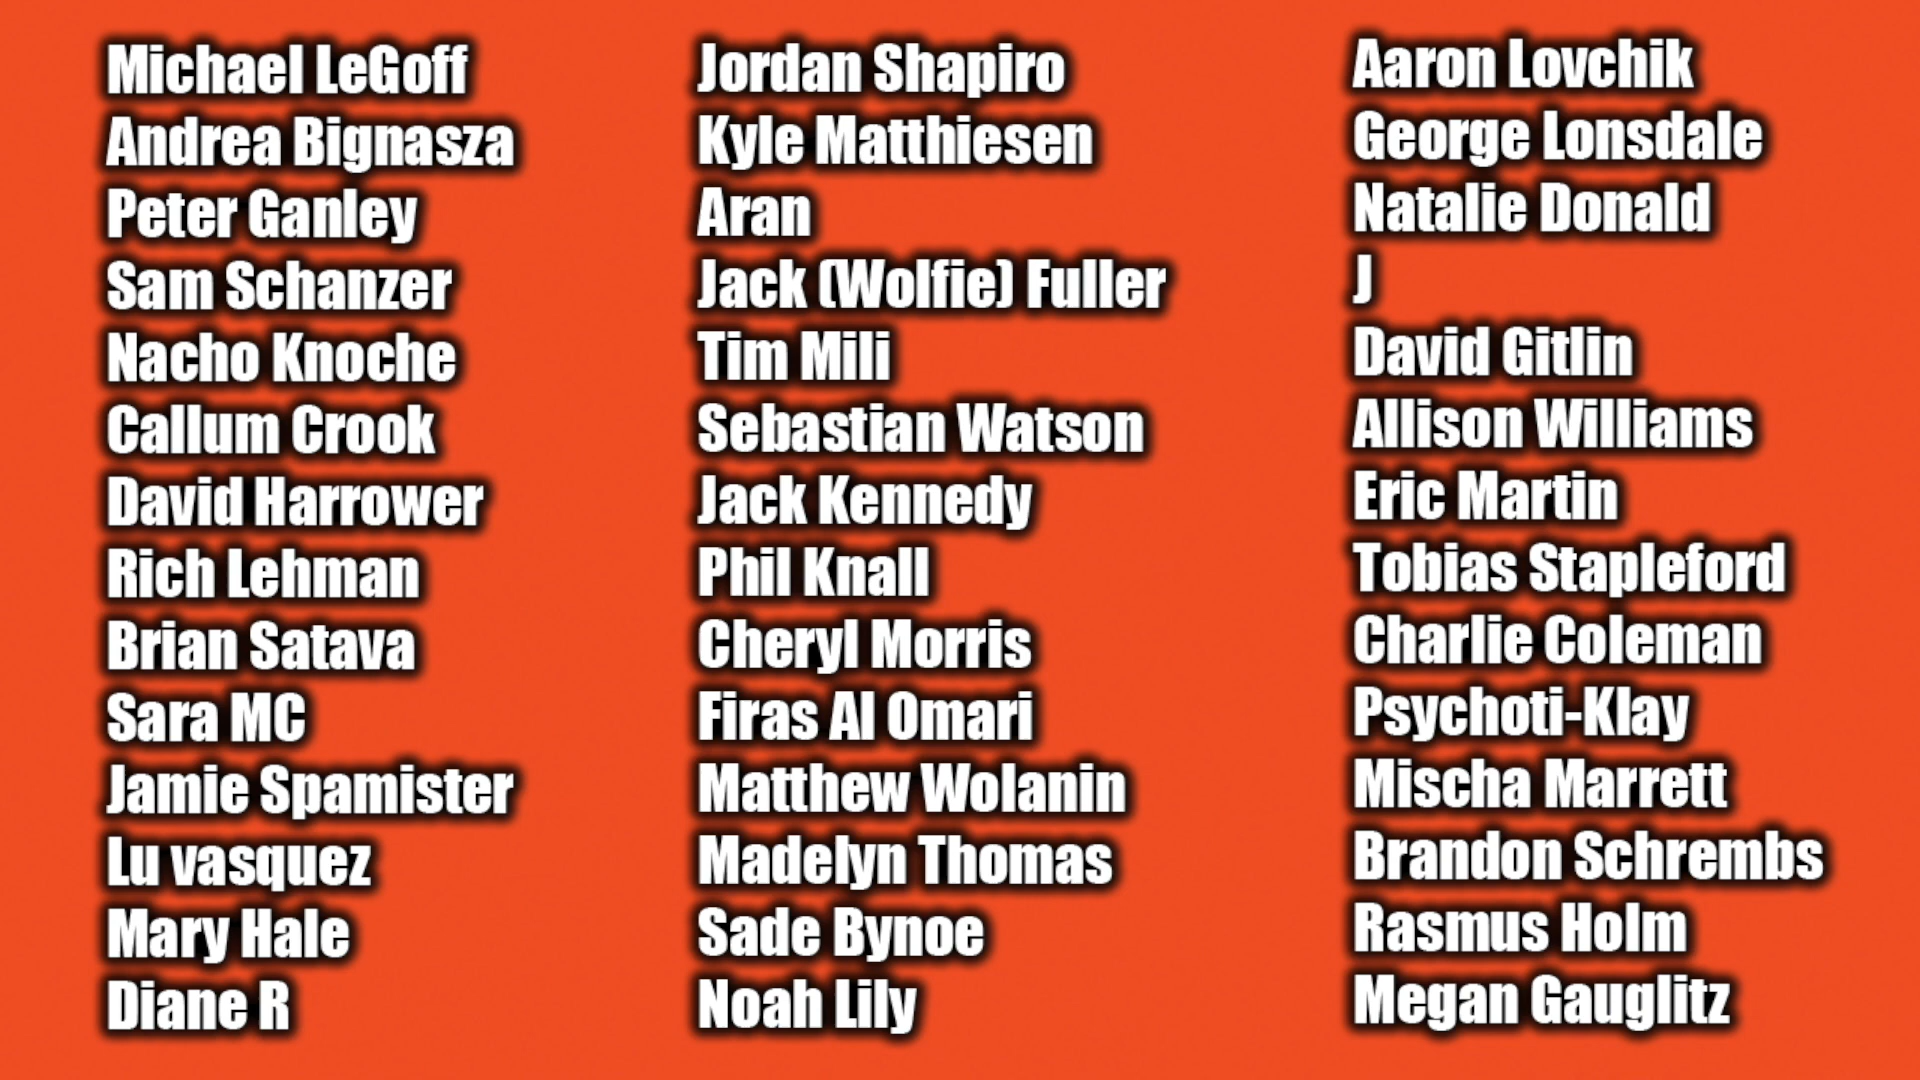 Michael LeGoff
Andrea Bignasza
Peter Ganley
Sam Schanzer
Nacho Knoche
Callum Crook
David Harrower
Rich Lehman
Brian Satava
Sara MC
Jamie Spamister
Lu vasquez
Mary Hale
Diane R
Jordan Shapiro
Kyle Matthiesen
Aran
Jack (Wolfie) Fuller
Tim Mili
Sebastian Watson
Jack Kennedy
Phil Knall
Cheryl Morris
Firas Al Omari
Matthew Wolanin
Madelyn Thomas
Sade Bynoe
Noah Lily
Aaron Lovchik
George Lonsdale
Natalie Donald
J
David Gitlin
Allison Williams
Eric Martin
Tobias Stapleford
Charlie Coleman
Psychoti-Klay
Mischa Marrett
Brandon Schrembs
Rasmus Holm
Megan Gauglitz